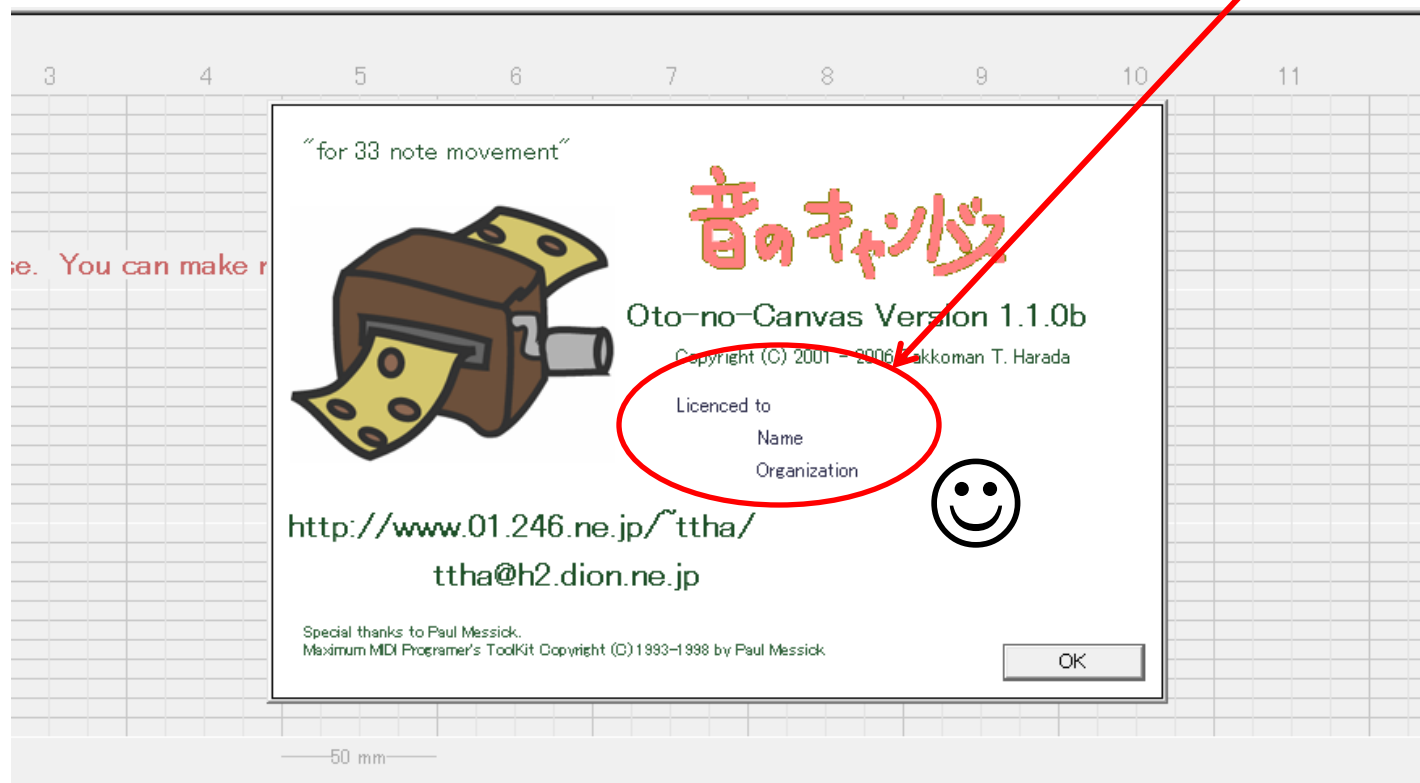 3 4 5 6 7 8 9 10 11
"for 33 note movement"
音のキャンバス
se. You can make r
Oto-no-Canvas Version 1.1.0b
Copyright (C) 2001 - 2006 Takkoman T. Harada
Licenced to
Name
Organization
http://www.01.246.ne.jp/~ttha/
ttha@h2.dion.ne.jp
Special thanks to Paul Messick.
Maximum MIDI Programer's ToolKit Copyright (C) 1993-1998 by Paul Messick
OK
50 mm